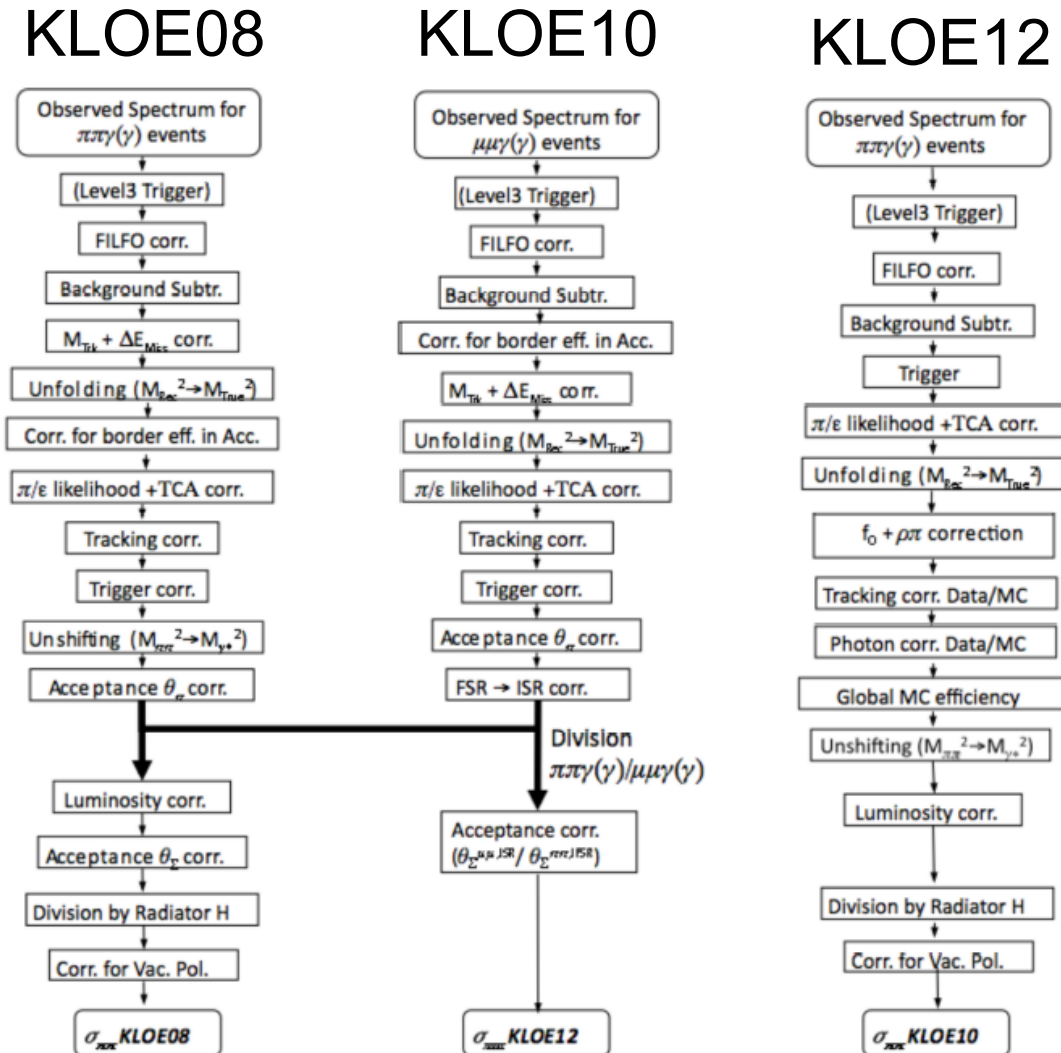 KLOE08
Observed Spectrum for
ππγ(γ) events
(Level3 Trigger)
FILFO corr.
Background Subtr.
M_Trk + ΔE_Miss corr.
Unfolding (M_Rec²→M_True²)
Corr. for border eff. in Acc.
π/ε likelihood +TCA corr.
Tracking corr.
Trigger corr.
Unshifting (M_ππ²→M_γ*²)
Acceptance θ_π corr.
Luminosity corr.
Acceptance θ_Σ corr.
Division by Radiator H
Corr. for Vac. Pol.
σ_ππ KLOE08
KLOE10
Observed Spectrum for
μμγ(γ) events
(Level3 Trigger)
FILFO corr.
Background Subtr.
Corr. for border eff. in Acc.
M_Trk + ΔE_Miss corr.
Unfolding (M_Rec²→M_True²)
π/ε likelihood +TCA corr.
Tracking corr.
Trigger corr.
Acceptance θ_π corr.
FSR → ISR corr.
Division
ππγ(γ)/μμγ(γ)
Acceptance corr.
(θ_Σ^μμ,ISR / θ_Σ^ππ,ISR)
σ KLOE12
KLOE12
Observed Spectrum for
ππγ(γ) events
(Level3 Trigger)
FILFO corr.
Background Subtr.
Trigger
π/ε likelihood +TCA corr.
Unfolding (M_Rec²→M_True²)
f₀ + ρπ correction
Tracking corr. Data/MC
Photon corr. Data/MC
Global MC efficiency
Unshifting (M_ππ²→M_γ*²)
Luminosity corr.
Division by Radiator H
Corr. for Vac. Pol.
σ_ππ KLOE10